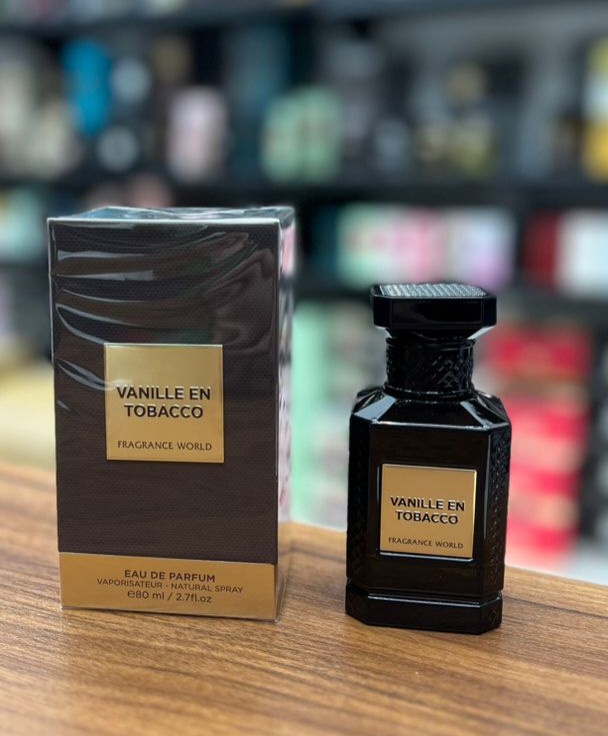 VANILLE EN
TOBACCO
FRAGRANCE WORLD
EAU DE PARFUM
VAPORISATEUR - NATURAL SPRAY
℮80 ml / 2.7fl.oz
VANILLE EN
TOBACCO
FRAGRANCE WORLD